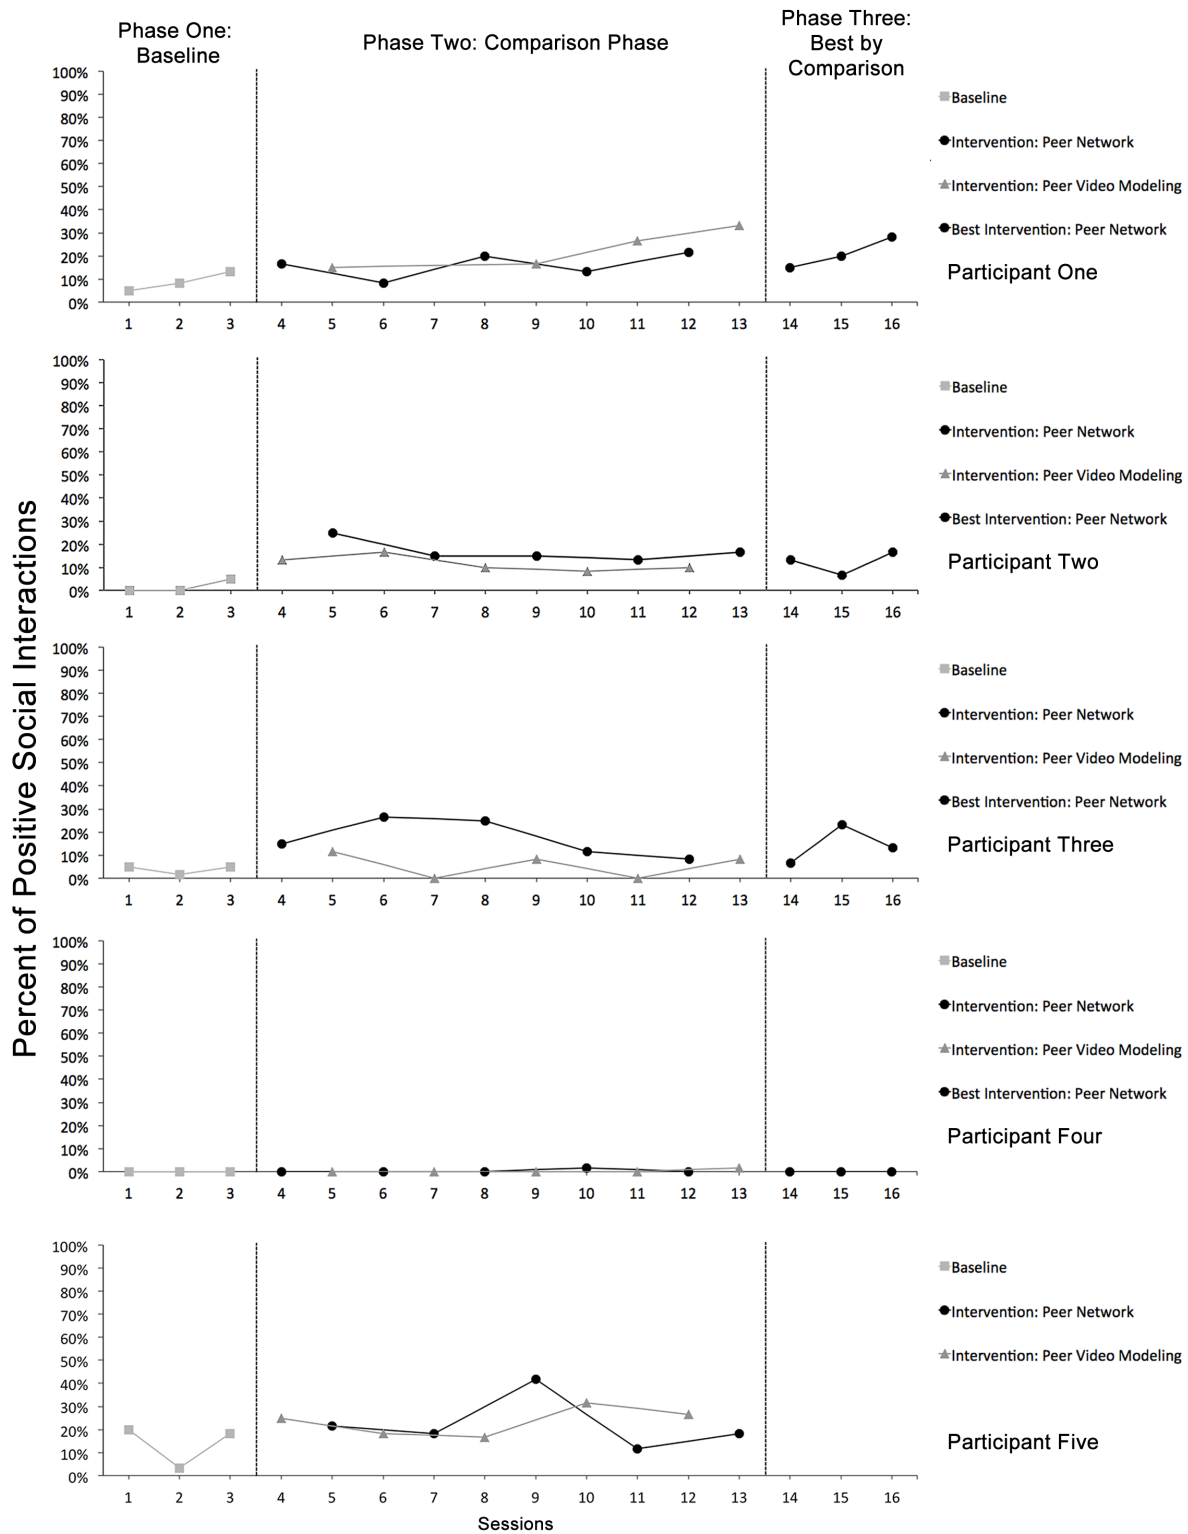 Phase One:
Baseline
Phase Two: Comparison Phase
Phase Three:
Best by
Comparison
Percent of Positive Social Interactions
100%
90%
80%
70%
60%
50%
40%
30%
20%
10%
0%
1 2 3 4 5 6 7 8 9 10 11 12 13 14 15 16
Baseline
Intervention: Peer Network
Intervention: Peer Video Modeling
Best Intervention: Peer Network
Participant One
100%
90%
80%
70%
60%
50%
40%
30%
20%
10%
0%
1 2 3 4 5 6 7 8 9 10 11 12 13 14 15 16
Baseline
Intervention: Peer Network
Intervention: Peer Video Modeling
Best Intervention: Peer Network
Participant Two
100%
90%
80%
70%
60%
50%
40%
30%
20%
10%
0%
1 2 3 4 5 6 7 8 9 10 11 12 13 14 15 16
Baseline
Intervention: Peer Network
Intervention: Peer Video Modeling
Best Intervention: Peer Network
Participant Three
100%
90%
80%
70%
60%
50%
40%
30%
20%
10%
0%
1 2 3 4 5 6 7 8 9 10 11 12 13 14 15 16
Baseline
Intervention: Peer Network
Intervention: Peer Video Modeling
Best Intervention: Peer Network
Participant Four
100%
90%
80%
70%
60%
50%
40%
30%
20%
10%
0%
1 2 3 4 5 6 7 8 9 10 11 12 13 14 15 16
Baseline
Intervention: Peer Network
Intervention: Peer Video Modeling
Participant Five
Sessions